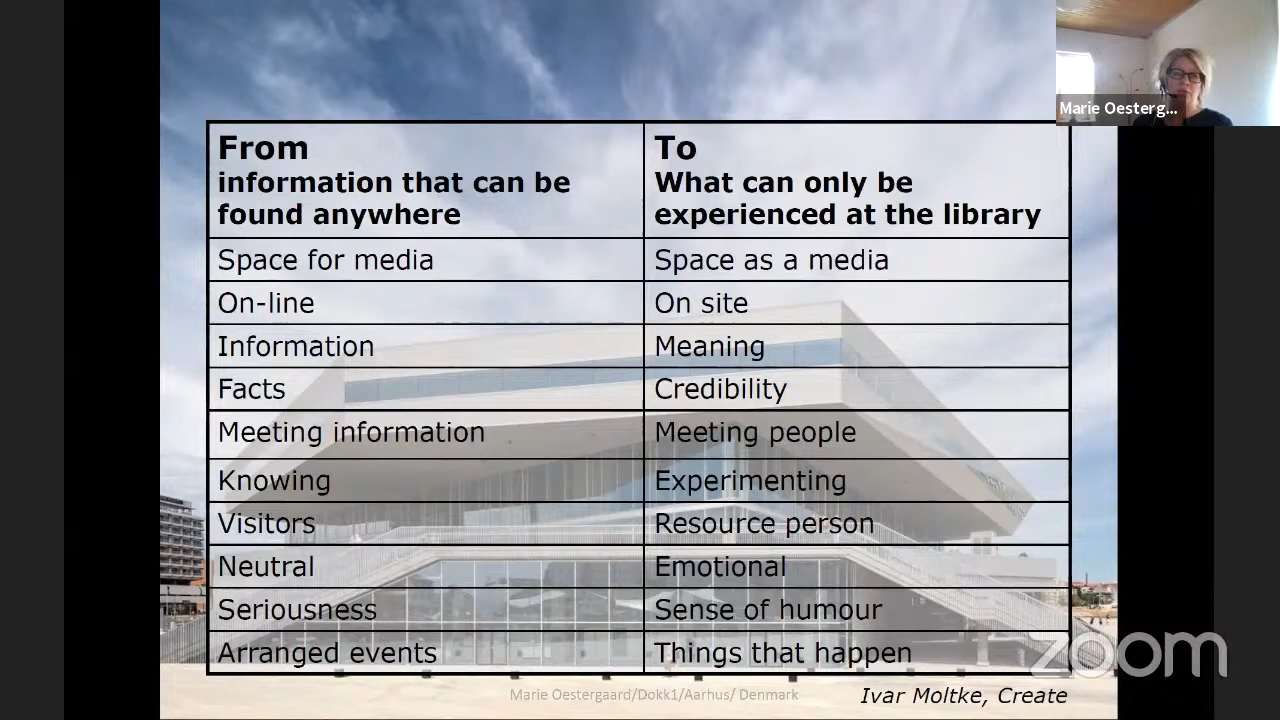 Marie Oesterg...
From To
information that can be What can only be
found anywhere experienced at the library
Space for media Space as a media
On-line On site
Information Meaning
Facts Credibility
Meeting information Meeting people
Knowing Experimenting
Visitors Resource person
Neutral Emotional
Seriousness Sense of humour
Arranged events Things that happen
zoom
Marie Oestergaard/Dokk1/Aarhus/ Denmark Ivar Moltke, Create